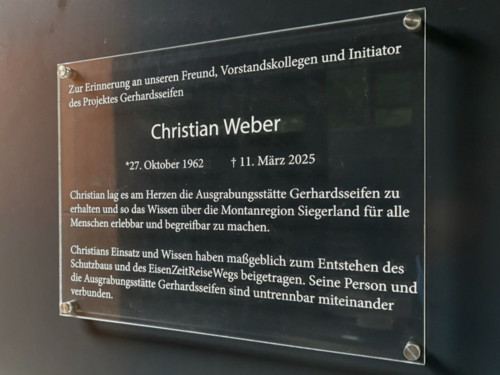 Zur Erinnerung an unseren Freund, Vorstandskollegen und Initiator
des Projektes Gerhardsseifen
Christian Weber
*27. Oktober 1962 † 11. März 2025
Christian lag es am Herzen die Ausgrabungsstätte Gerhardsseifen zu
erhalten und so das Wissen über die Montanregion Siegerland für alle
Menschen erlebbar und begreifbar zu machen.
Christians Einsatz und Wissen haben maßgeblich zum Entstehen des
Schutzbaus und des EisenZeitReiseWegs beigetragen. Seine Person und
die Ausgrabungsstätte Gerhardsseifen sind untrennbar miteinander
verbunden.